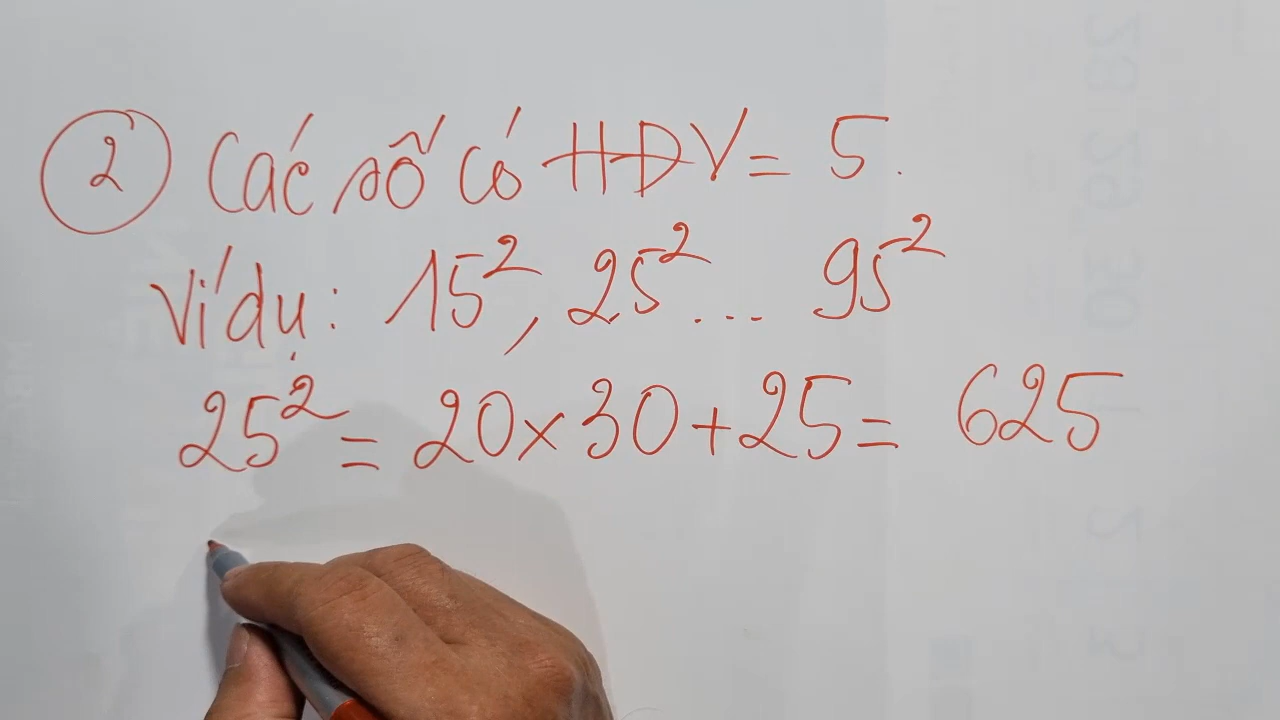 ② Các số có HĐV = 5.
Ví dụ: 15², 25² ... 95²
25² = 20 x 30 + 25 = 625